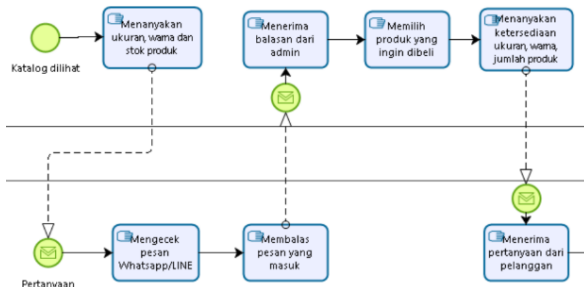 Katalog dilihat
Menanyakan
ukuran, warna dan
stok produk
Menerima
balasan dari
admin
Memilih
produk yang
ingin dibeli
Menanyakan
ketersediaan
ukuran, warna,
jumlah produk
Pertanyaan
Mengecek
pesan
Whatsapp/LINE
Membalas
pesan yang
masuk
Menerima
pertanyaan dari
pelanggan